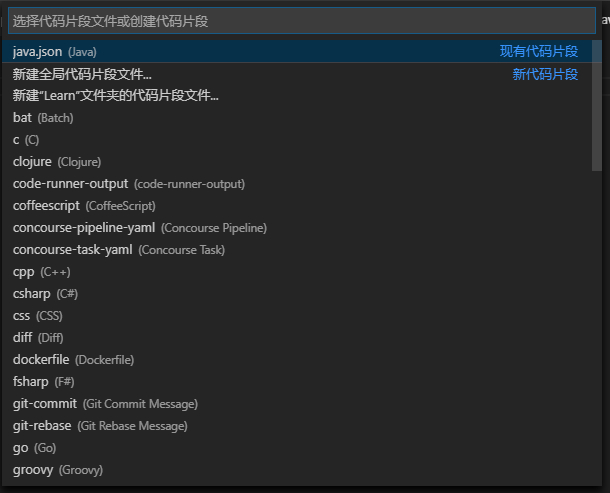 选择代码片段文件或创建代码片段
java.json (Java) 现有代码片段
新建全局代码片段文件... 新代码片段
新建"Learn"文件夹的代码片段文件...
bat (Batch)
c (C)
clojure (Clojure)
code-runner-output (code-runner-output)
coffeescript (CoffeeScript)
concourse-pipeline-yaml (Concourse Pipeline)
concourse-task-yaml (Concourse Task)
cpp (C++)
csharp (C#)
css (CSS)
diff (Diff)
dockerfile (Dockerfile)
fsharp (F#)
git-commit (Git Commit Message)
git-rebase (Git Rebase Message)
go (Go)
groovy (Groovy)